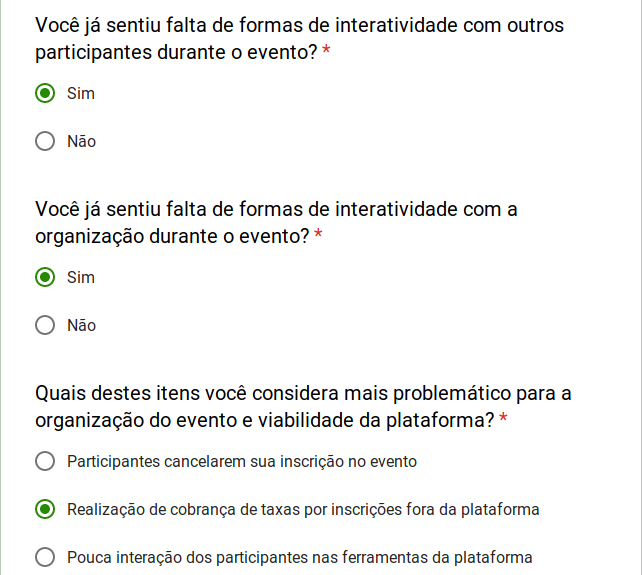 Você já sentiu falta de formas de interatividade com outros
participantes durante o evento? *
Sim
Não
Você já sentiu falta de formas de interatividade com a
organização durante o evento? *
Sim
Não
Quais destes itens você considera mais problemático para a
organização do evento e viabilidade da plataforma? *
Participantes cancelarem sua inscrição no evento
Realização de cobrança de taxas por inscrições fora da plataforma
Pouca interação dos participantes nas ferramentas da plataforma